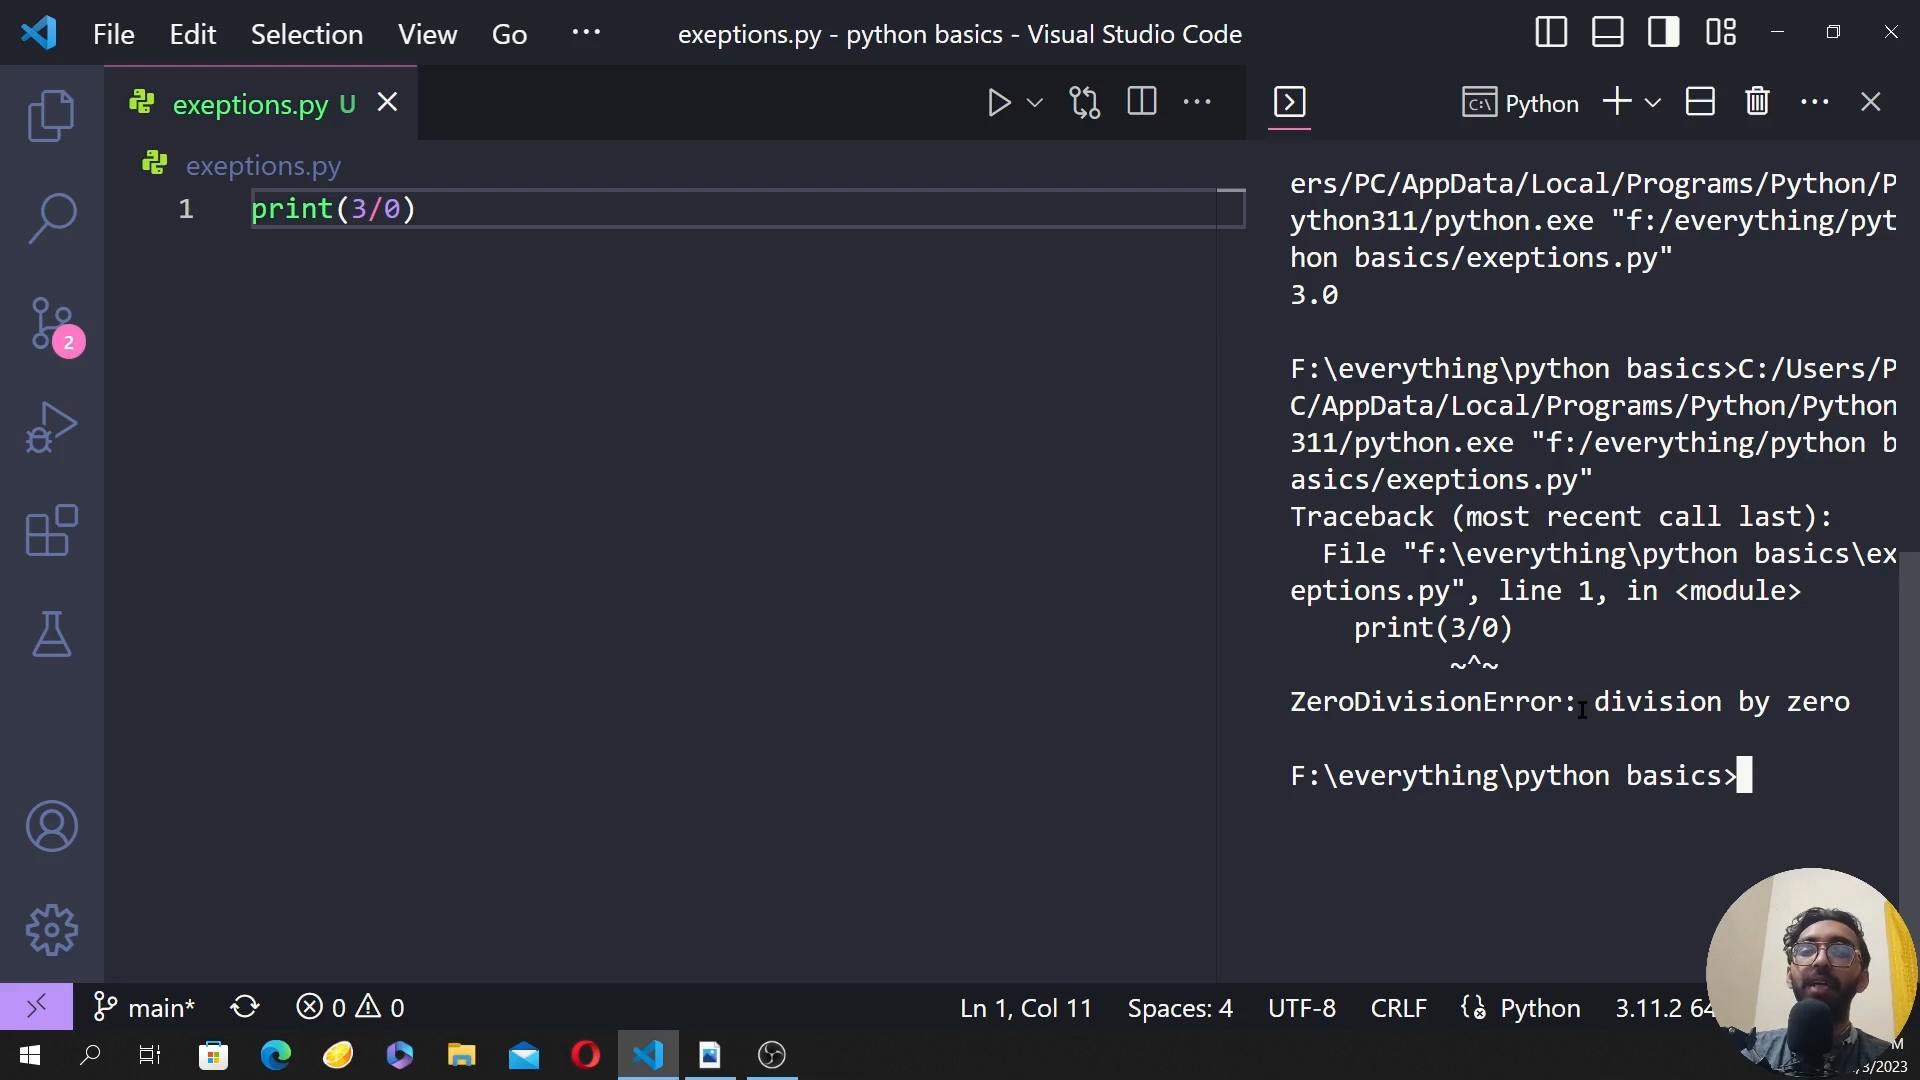 File Edit Selection View Go ··· exeptions.py - python basics - Visual Studio Code
exeptions.py U
Python
exeptions.py
1 print(3/0)
ers/PC/AppData/Local/Programs/Python/P
ython311/python.exe "f:/everything/pyt
hon basics/exeptions.py"
3.0
F:\everything\python basics>C:/Users/P
C/AppData/Local/Programs/Python/Python
311/python.exe "f:/everything/python b
asics/exeptions.py"
Traceback (most recent call last):
File "f:\everything\python basics\ex
eptions.py", line 1, in <module>
print(3/0)
~^~
ZeroDivisionError: division by zero
F:\everything\python basics>
2
main* 0 0 Ln 1, Col 11 Spaces: 4 UTF-8 CRLF Python 3.11.2 64
M
/3/2023